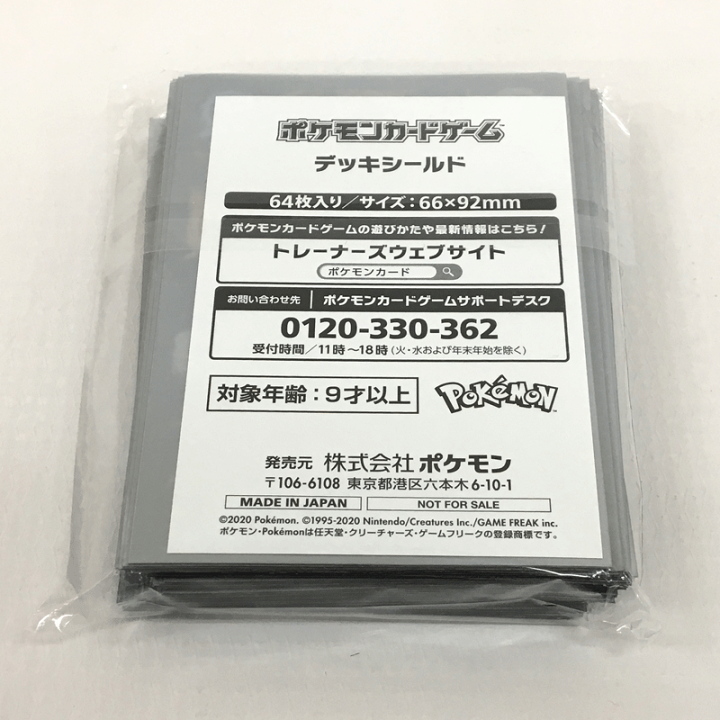 ポケモンカードゲーム
デッキシールド
64枚入り／サイズ：66×92mm
ポケモンカードゲームの遊びかたや最新情報はこちら！
トレーナーズウェブサイト
ポケモンカード
お問い合わせ先 ポケモンカードゲームサポートデスク
0120-330-362
受付時間／11時～18時（火・水および年末年始を除く）
対象年齢：9才以上 POKéMON™
発売元 株式会社ポケモン
〒106-6108 東京都港区六本木6-10-1
MADE IN JAPAN NOT FOR SALE
©2020 Pokémon. ©1995-2020 Nintendo/Creatures Inc./GAME FREAK inc.
ポケモン・Pokémonは任天堂・クリーチャーズ・ゲームフリークの登録商標です。